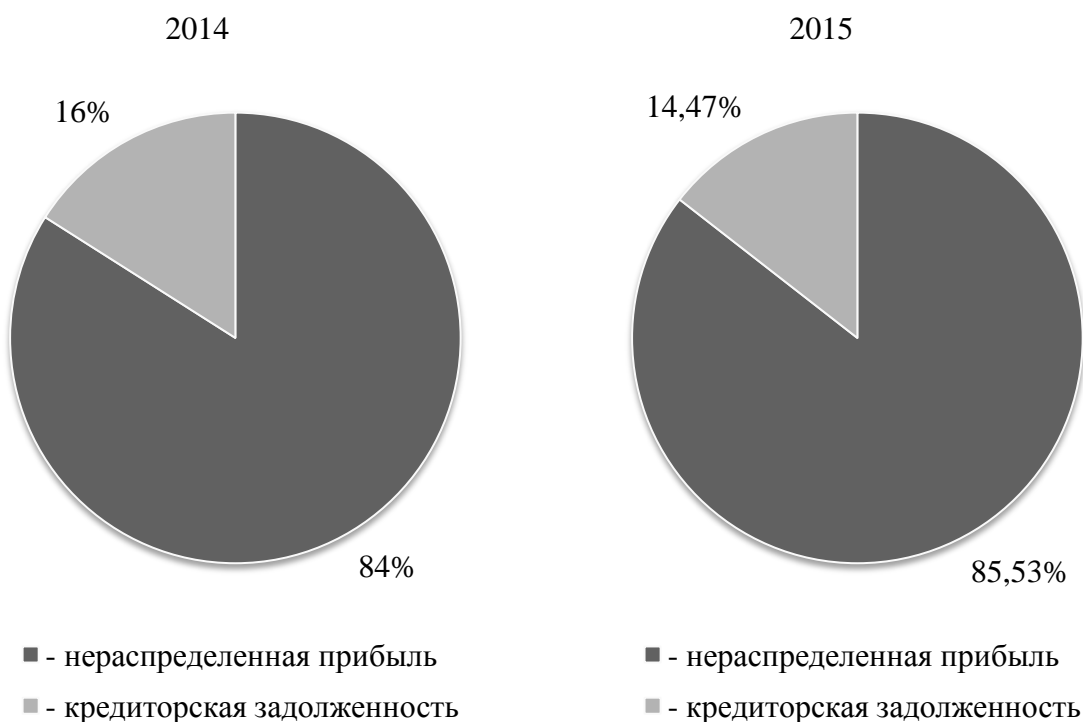 2014
16%
84%
- нераспределенная прибыль
- кредиторская задолженность
2015
14,47%
85,53%
- нераспределенная прибыль
- кредиторская задолженность